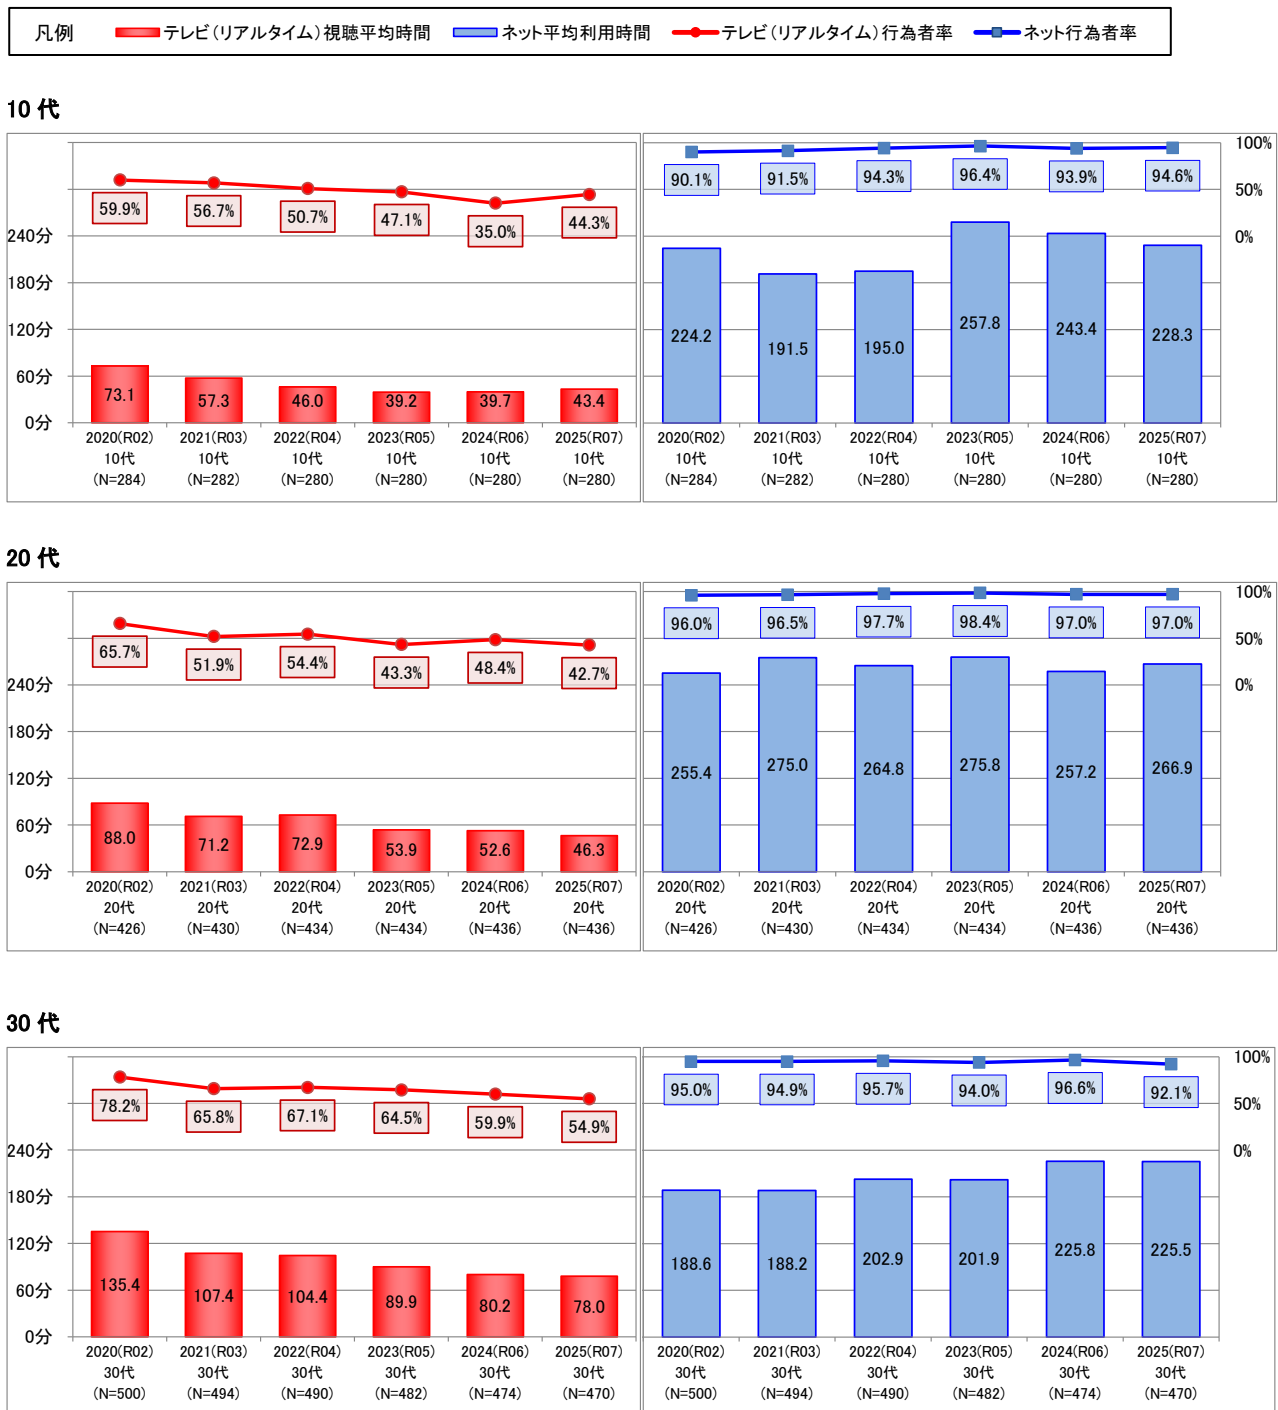 凡例 テレビ(リアルタイム)視聴平均時間 ネット平均利用時間 テレビ(リアルタイム)行為者率 ネット行為者率
10 代
59.9% 56.7% 50.7% 47.1% 35.0% 44.3%
240分
180分
120分
60分
0分
73.1 57.3 46.0 39.2 39.7 43.4
2020(R02) 2021(R03) 2022(R04) 2023(R05) 2024(R06) 2025(R07)
10代 10代 10代 10代 10代 10代
(N=284) (N=282) (N=280) (N=280) (N=280) (N=280)
100%
50%
0%
90.1% 91.5% 94.3% 96.4% 93.9% 94.6%
224.2 191.5 195.0 257.8 243.4 228.3
2020(R02) 2021(R03) 2022(R04) 2023(R05) 2024(R06) 2025(R07)
10代 10代 10代 10代 10代 10代
(N=284) (N=282) (N=280) (N=280) (N=280) (N=280)
20 代
65.7% 51.9% 54.4% 43.3% 48.4% 42.7%
240分
180分
120分
60分
0分
88.0 71.2 72.9 53.9 52.6 46.3
2020(R02) 2021(R03) 2022(R04) 2023(R05) 2024(R06) 2025(R07)
20代 20代 20代 20代 20代 20代
(N=426) (N=430) (N=434) (N=434) (N=436) (N=436)
100%
50%
0%
96.0% 96.5% 97.7% 98.4% 97.0% 97.0%
255.4 275.0 264.8 275.8 257.2 266.9
2020(R02) 2021(R03) 2022(R04) 2023(R05) 2024(R06) 2025(R07)
20代 20代 20代 20代 20代 20代
(N=426) (N=430) (N=434) (N=434) (N=436) (N=436)
30 代
78.2% 65.8% 67.1% 64.5% 59.9% 54.9%
240分
180分
120分
60分
0分
135.4 107.4 104.4 89.9 80.2 78.0
2020(R02) 2021(R03) 2022(R04) 2023(R05) 2024(R06) 2025(R07)
30代 30代 30代 30代 30代 30代
(N=500) (N=494) (N=490) (N=482) (N=474) (N=470)
100%
50%
0%
95.0% 94.9% 95.7% 94.0% 96.6% 92.1%
188.6 188.2 202.9 201.9 225.8 225.5
2020(R02) 2021(R03) 2022(R04) 2023(R05) 2024(R06) 2025(R07)
30代 30代 30代 30代 30代 30代
(N=500) (N=494) (N=490) (N=482) (N=474) (N=470)